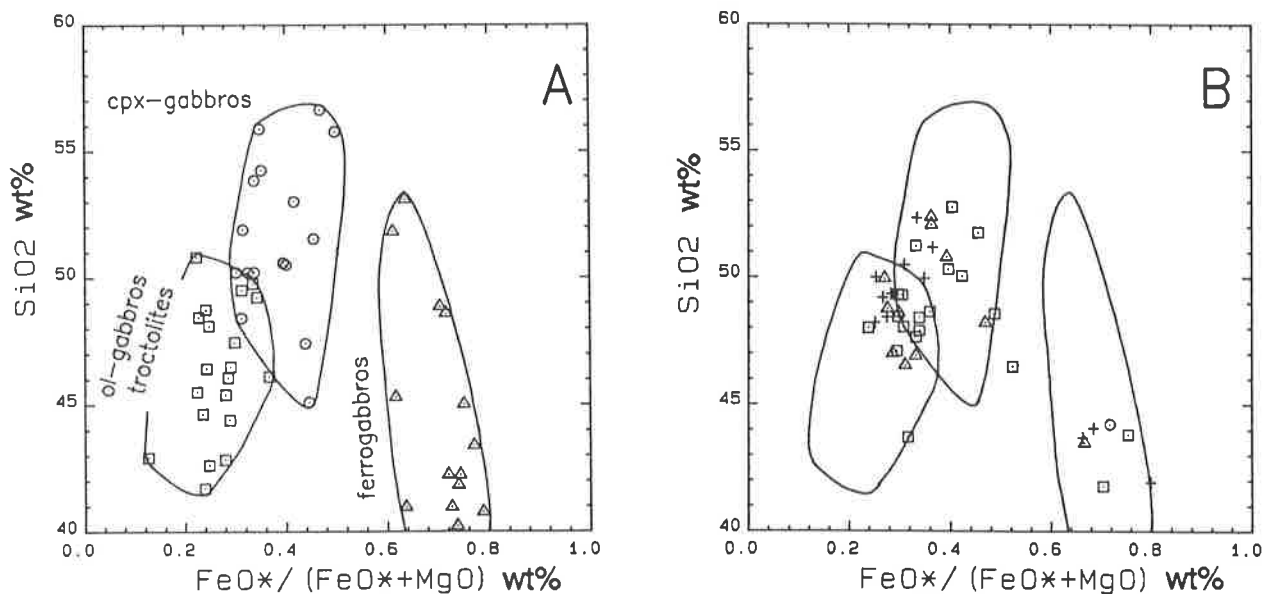 A
60
55
50
45
40
SiO2 wt%
cpx-gabbros
ol-gabbros
troctolites
ferrogabbros
0.0 0.2 0.4 0.6 0.8 1.0
FeO*/(FeO*+MgO) wt%
B
60
55
50
45
40
SiO2 wt%
0.0 0.2 0.4 0.6 0.8 1.0
FeO*/(FeO*+MgO) wt%